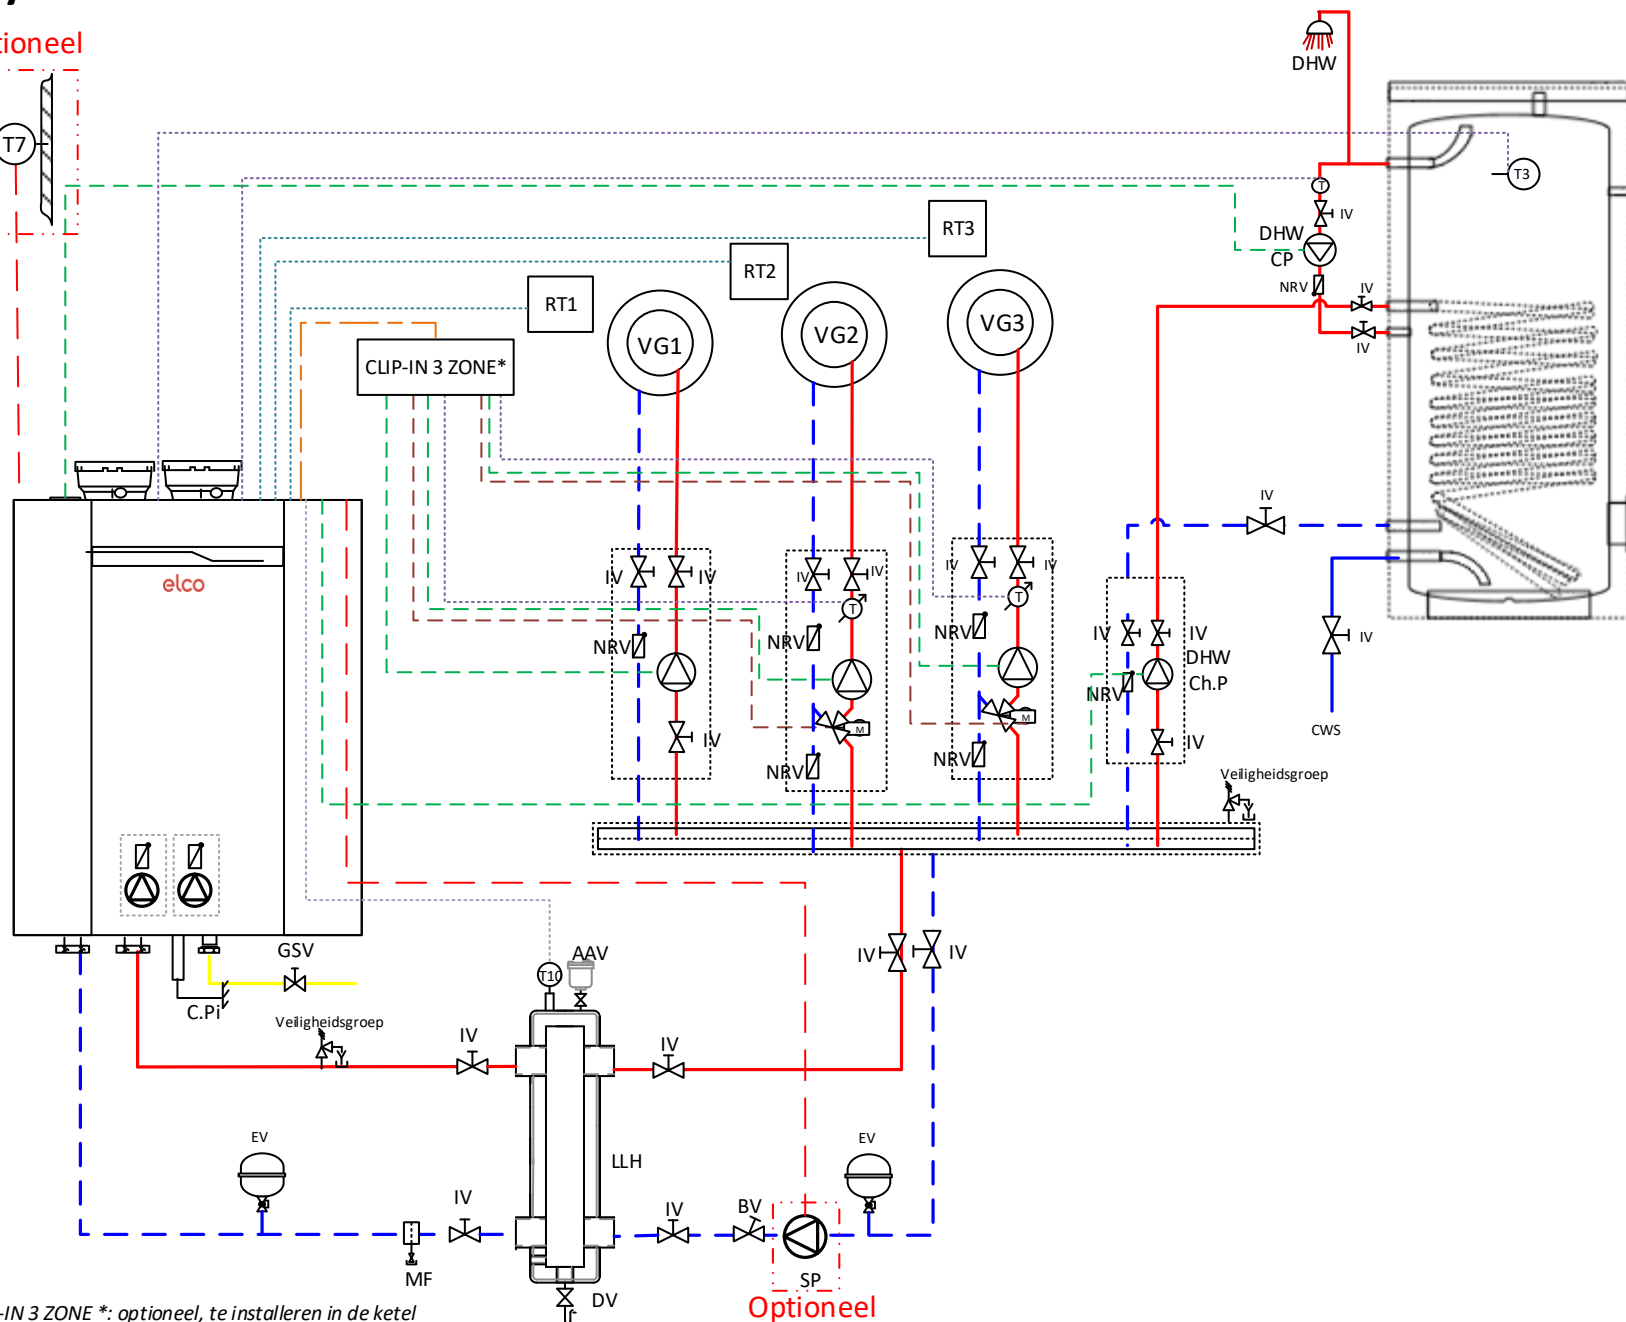 tioneel
DHW
T7
T3
T
IV
RT3
DHW
CP
RT2
NRV
IV
RT1
IV
VG1
VG2
VG3
CLIP-IN 3 ZONE*
IV
elco
IV
IV
IV
IV
IV
IV
T
T
NRV
NRV
NRV
IV
IV
IV
DHW
Ch.P
NRV
M
M
IV
IV
CWS
NRV
NRV
Veiligheidsgroep
GSV
AAV
IV
IV
T10
C.Pi
Veiligheidsgroep
IV
IV
EV
EV
LLH
IV
IV
BV
MF
SP
DV
Optioneel
-IN 3 ZONE *: optioneel, te installeren in de ketel